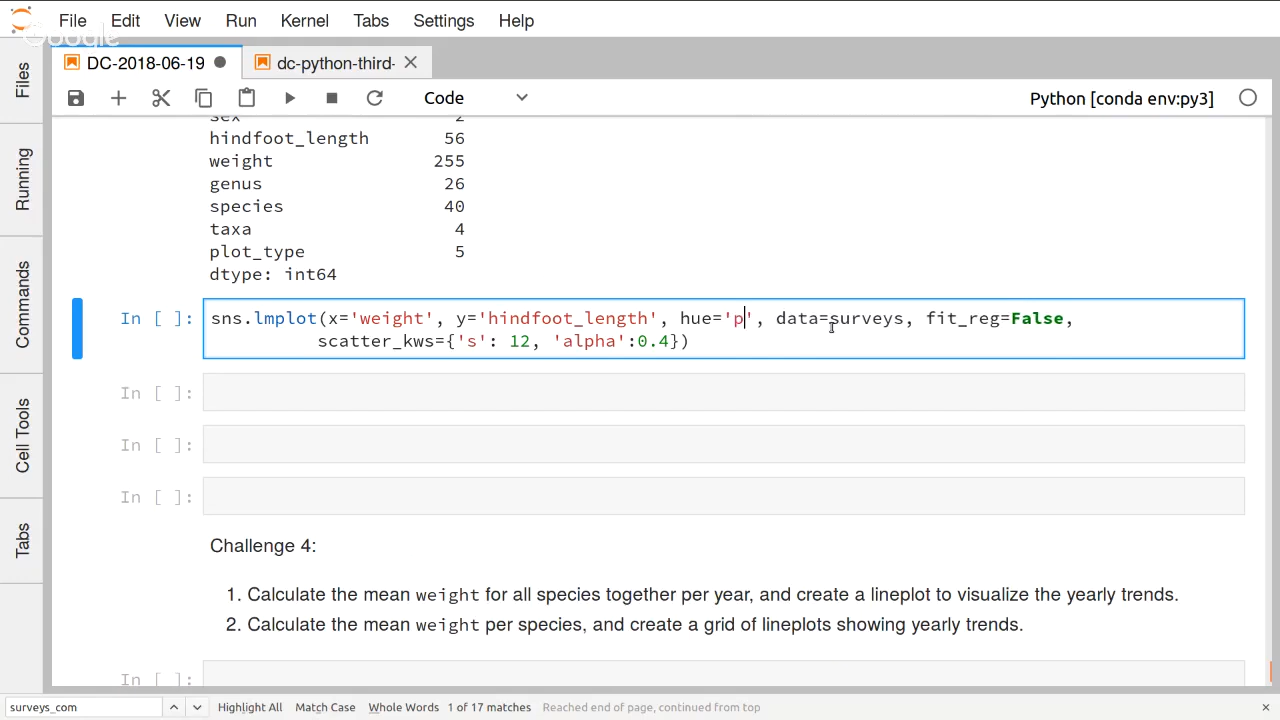 File Edit View Run Kernel Tabs Settings Help
Google
DC-2018-06-19 dc-python-third-
Code Python [conda env:py3]
Files
Running
Commands
Cell Tools
Tabs
sex 2
hindfoot_length 56
weight 255
genus 26
species 40
taxa 4
plot_type 5
dtype: int64
In [ ]: sns.lmplot(x='weight', y='hindfoot_length', hue='p', data=surveys, fit_reg=False,
scatter_kws={'s': 12, 'alpha':0.4})
In [ ]:
In [ ]:
In [ ]:
Challenge 4:
1. Calculate the mean weight for all species together per year, and create a lineplot to visualize the yearly trends.
2. Calculate the mean weight per species, and create a grid of lineplots showing yearly trends.
In [ ]:
surveys_com Highlight All Match Case Whole Words 1 of 17 matches Reached end of page, continued from top